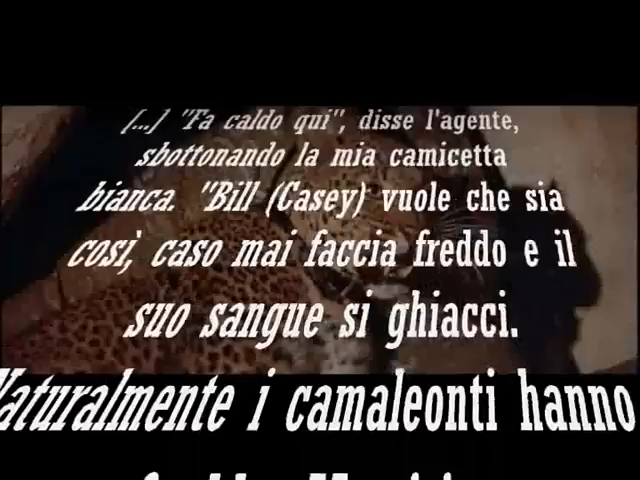 [...] "Fa caldo qui", disse l'agente,
sbottonando la mia camicetta
bianca. "Bill (Casey) vuole che sia
così, caso mai faccia freddo e il
suo sangue si ghiacci.
Naturalmente i camaleonti hanno